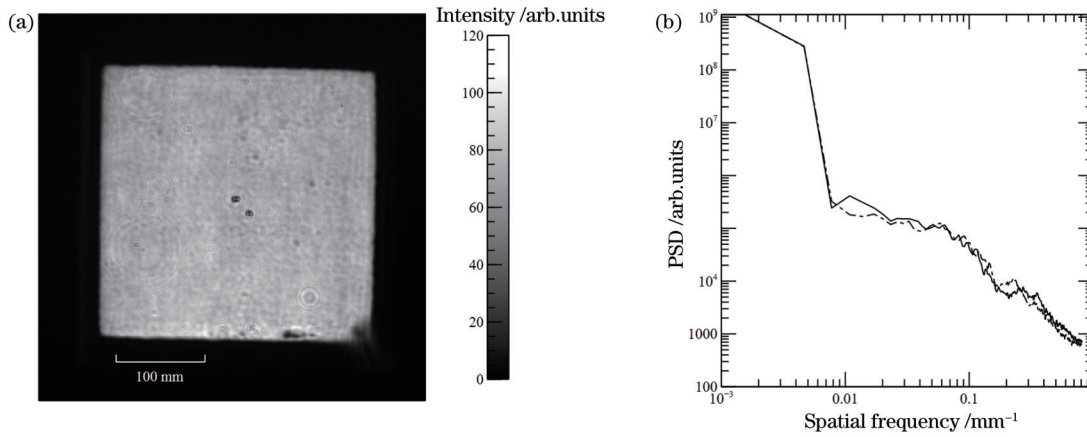 (a)
Intensity /arb.units
120
100
80
60
40
20
0
100 mm
(b)
PSD /arb.units
10⁹
10⁸
10⁷
10⁴
1000
100
10⁻³
0.01
0.1
Spatial frequency /mm⁻¹